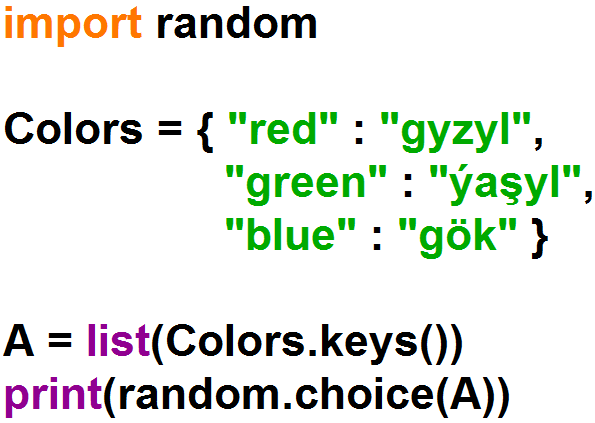 import random
Colors = { "red" : "gyzyl",
"green" : "ýaşyl",
"blue" : "gök" }
A = list(Colors.keys())
print(random.choice(A))